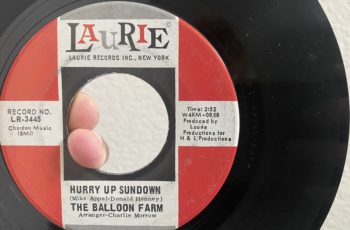 LAURIE
LAURIE RECORDS INC., NEW YORK
RECORD NO.
LR-3445
Chardon Music
(BMI)
Time: 2:52
W4KM-0858
Produced by
Laurie
Productions for
H & L Productions
HURRY UP SUNDOWN
(Mike Appel-Donald Henney)
THE BALLOON FARM
Arranger-Charlie Morrow